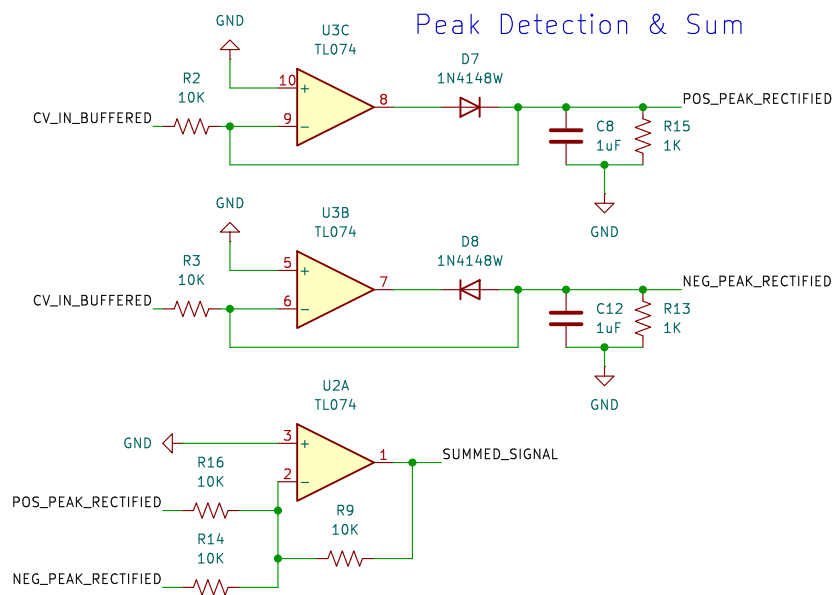 Peak Detection & Sum
GND
U3C
TL074
D7
1N4148W
R2
10K
10
+
8
POS_PEAK_RECTIFIED
CV_IN_BUFFERED
9
−
C8
1uF
R15
1K
GND
GND
U3B
TL074
D8
1N4148W
R3
10K
5
+
7
NEG_PEAK_RECTIFIED
CV_IN_BUFFERED
6
−
C12
1uF
R13
1K
GND
U2A
TL074
GND
3
+
1
SUMMED_SIGNAL
2
−
R16
10K
POS_PEAK_RECTIFIED
R9
10K
R14
10K
NEG_PEAK_RECTIFIED